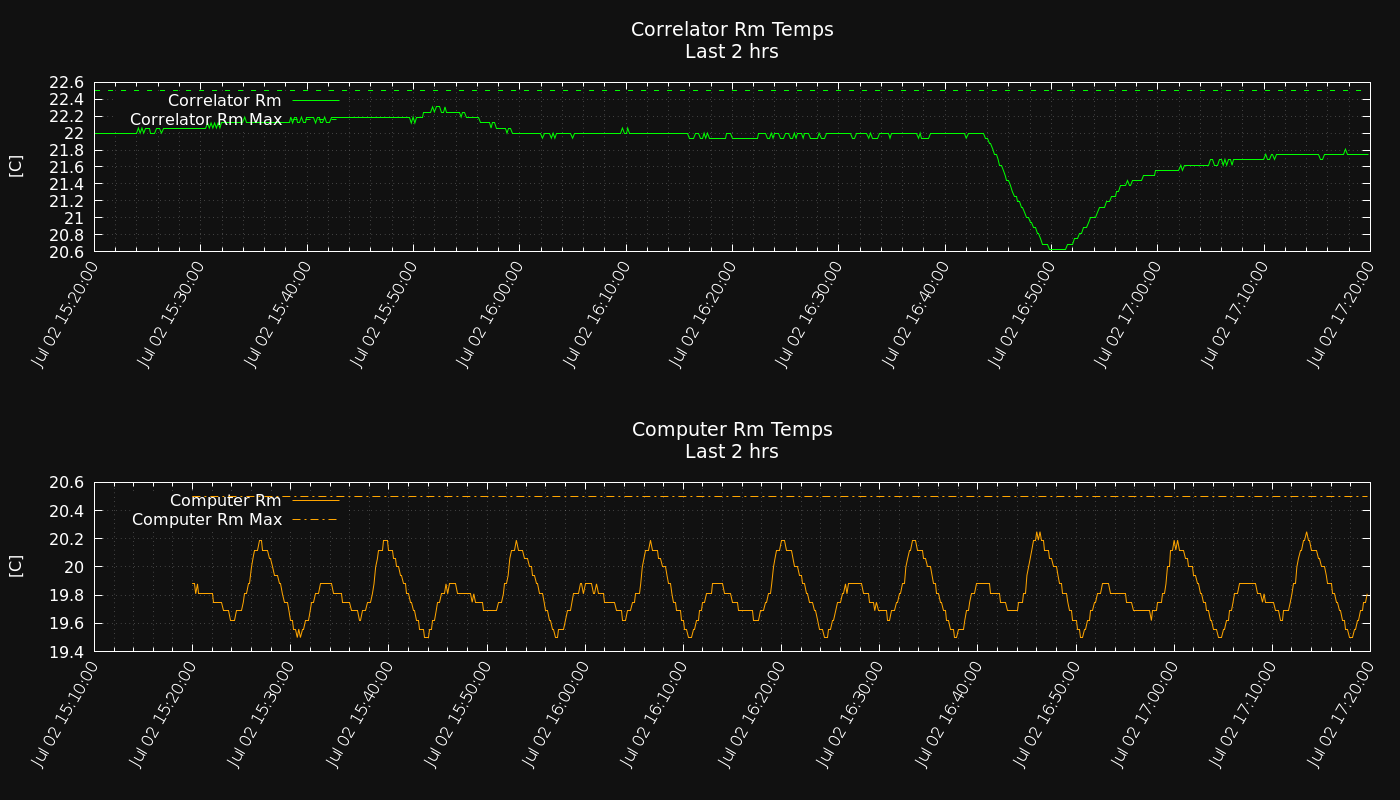 Correlator Rm Temps
Last 2 hrs
22.6
22.4
22.2
22
21.8
21.6
21.4
21.2
21
20.8
20.6
[C]
Correlator Rm
Correlator Rm Max
Jul 02 15:20:00
Jul 02 15:30:00
Jul 02 15:40:00
Jul 02 15:50:00
Jul 02 16:00:00
Jul 02 16:10:00
Jul 02 16:20:00
Jul 02 16:30:00
Jul 02 16:40:00
Jul 02 16:50:00
Jul 02 17:00:00
Jul 02 17:10:00
Jul 02 17:20:00
Computer Rm Temps
Last 2 hrs
20.6
20.4
20.2
20
19.8
19.6
19.4
[C]
Computer Rm
Computer Rm Max
Jul 02 15:10:00
Jul 02 15:20:00
Jul 02 15:30:00
Jul 02 15:40:00
Jul 02 15:50:00
Jul 02 16:00:00
Jul 02 16:10:00
Jul 02 16:20:00
Jul 02 16:30:00
Jul 02 16:40:00
Jul 02 16:50:00
Jul 02 17:00:00
Jul 02 17:10:00
Jul 02 17:20:00